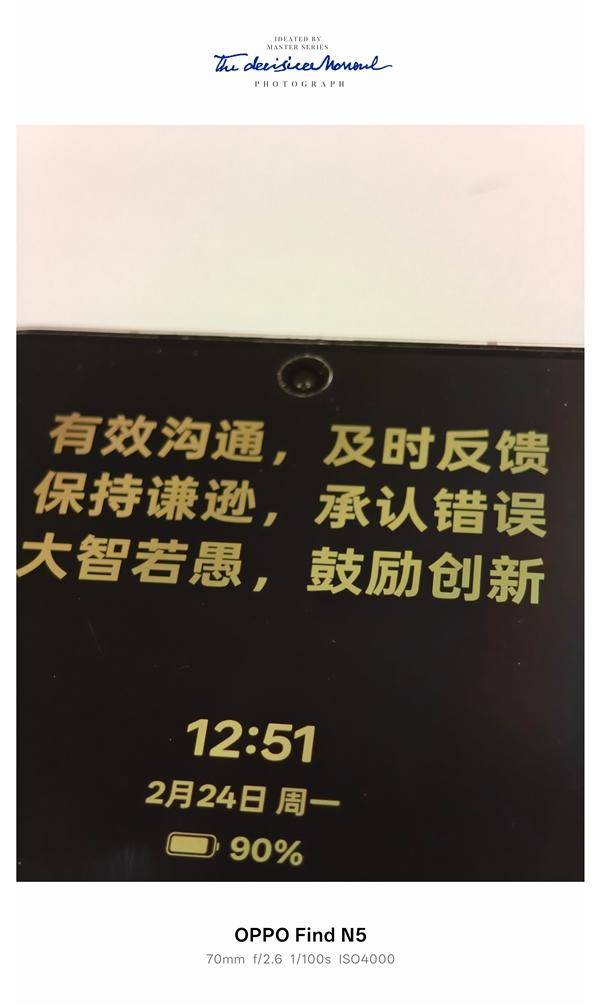 IDEATED BY
MASTER SERIES
The decisive Moment
PHOTOGRAPH
有效沟通，及时反馈
保持谦逊，承认错误
大智若愚，鼓励创新
12:51
2月24日 周一
90%
OPPO Find N5
70mm f/2.6 1/100s ISO4000